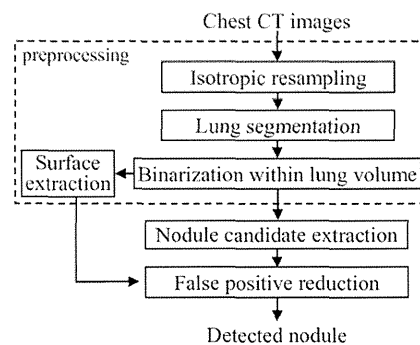 Chest CT images
preprocessing
Isotropic resampling
Lung segmentation
Surface
extraction
Binarization within lung volume
Nodule candidate extraction
False positive reduction
Detected nodule